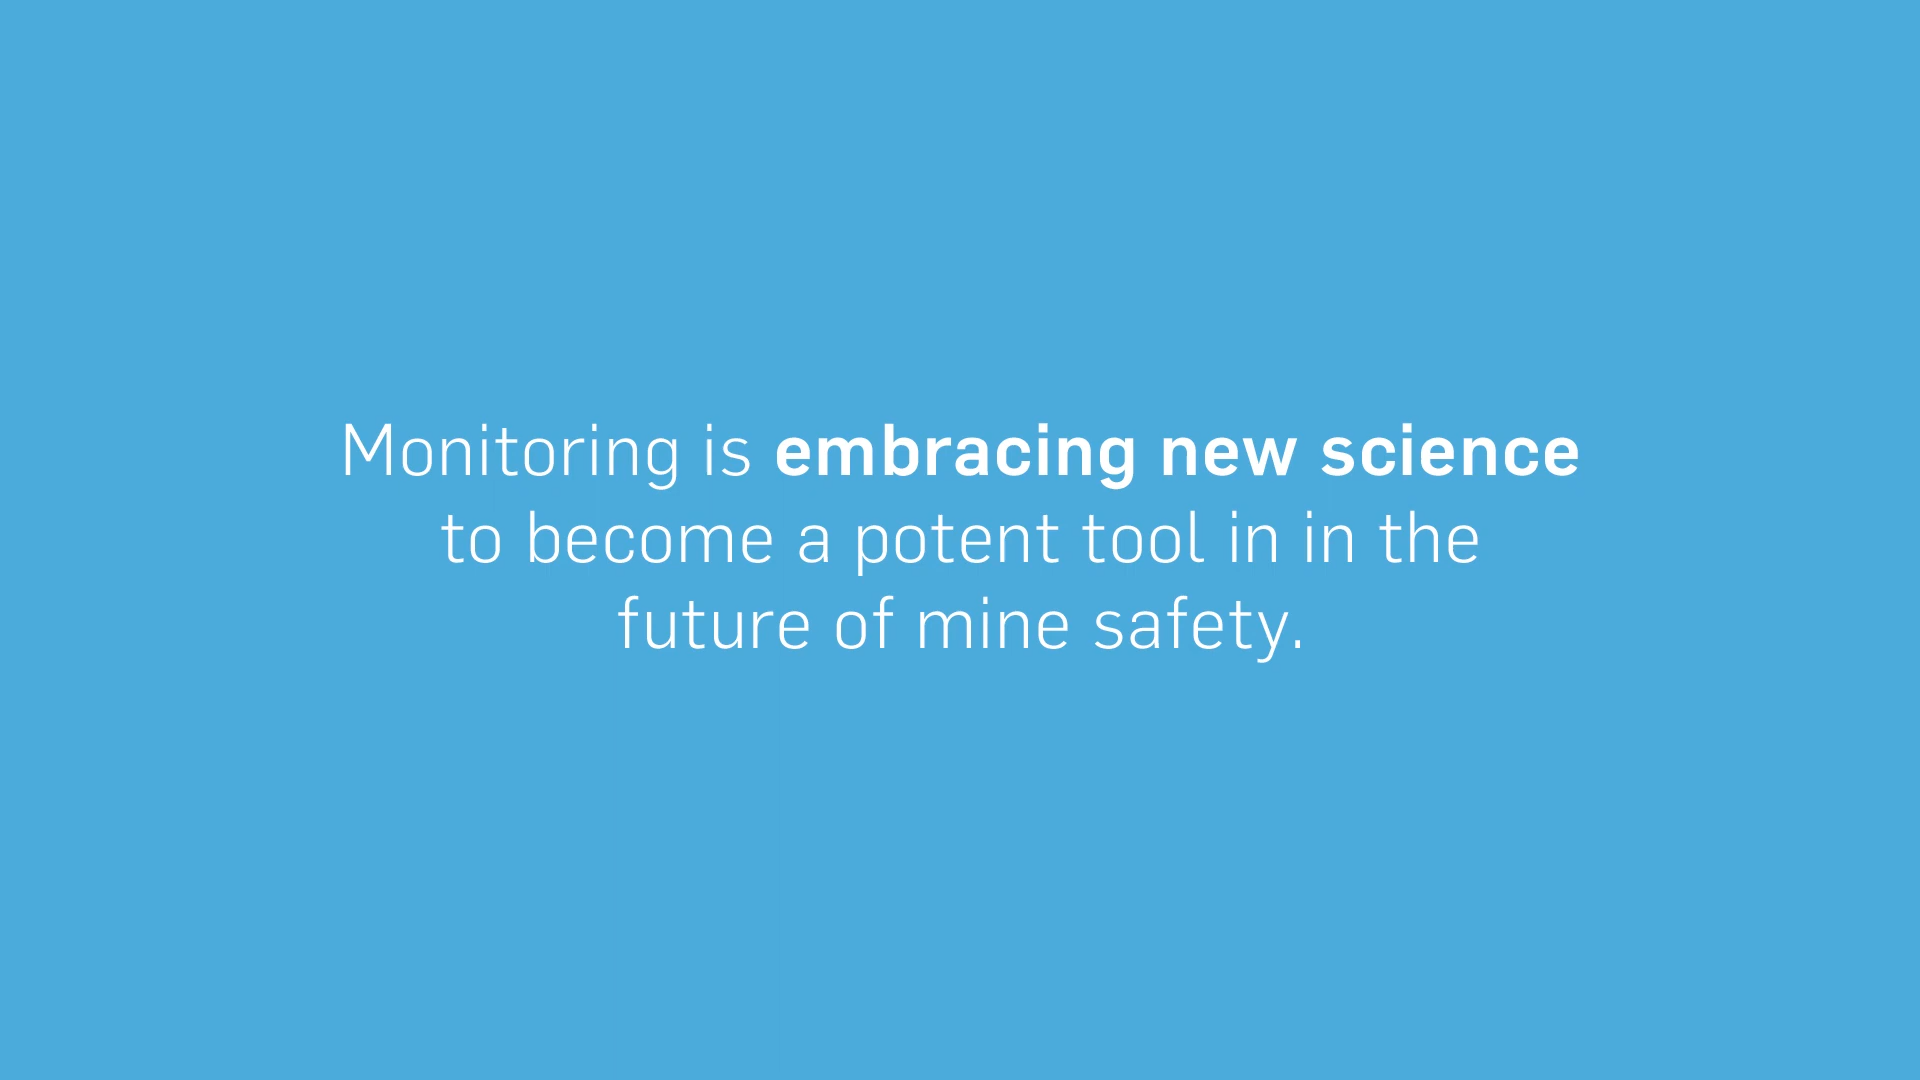 Monitoring is embracing new science
to become a potent tool in in the
future of mine safety.